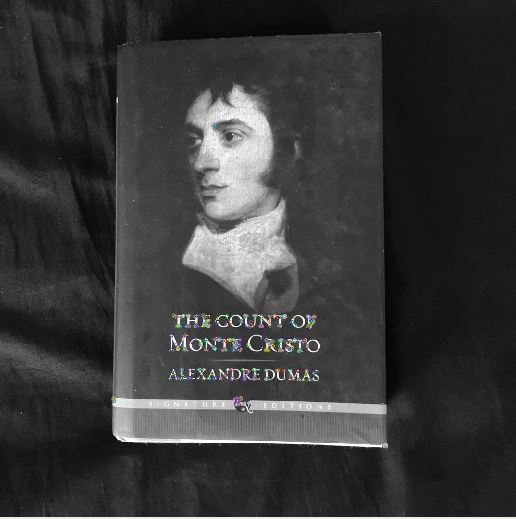 THE COUNT OF
MONTE CRISTO
ALEXANDRE DUMAS
SIGNATURE EDITIONS